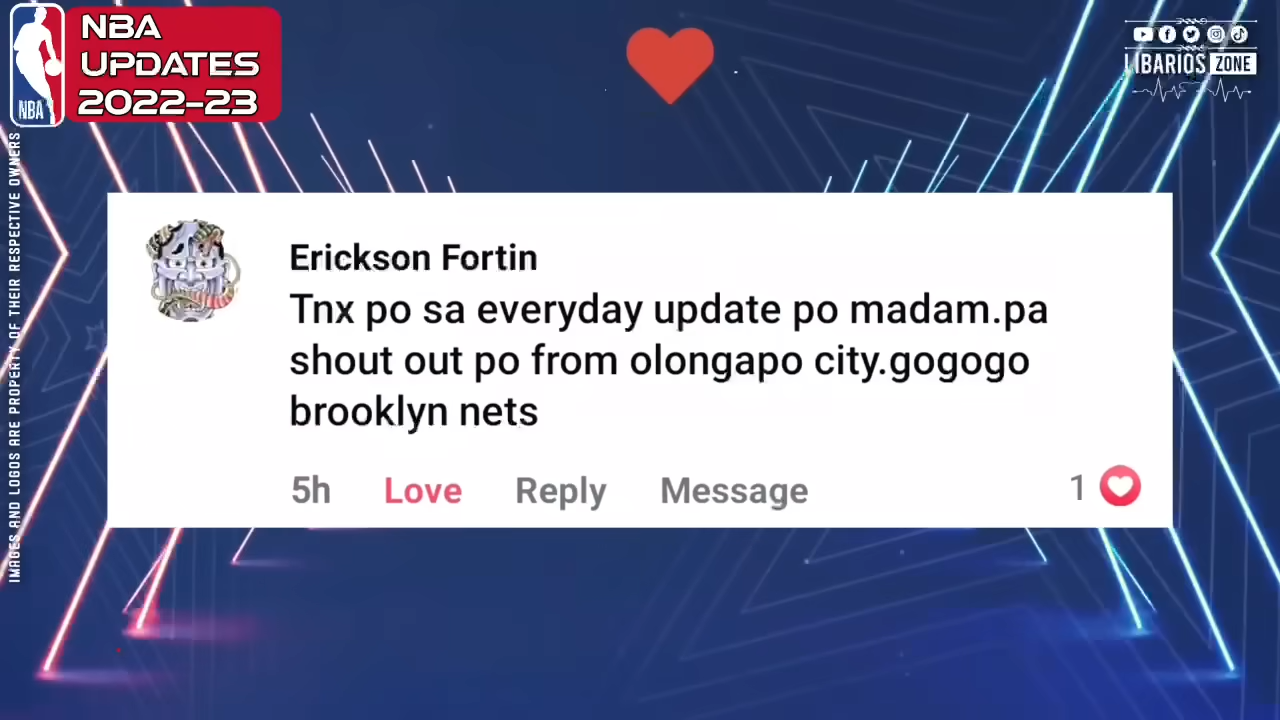 NBA
UPDATES
2022-23
NBA
LIBARIOS ZONE
IMAGES AND LOGOS ARE PROPERTY OF THEIR RESPECTIVE OWNERS
Erickson Fortin
Tnx po sa everyday update po madam.pa
shout out po from olongapo city.gogogo
brooklyn nets
5h Love Reply Message 1